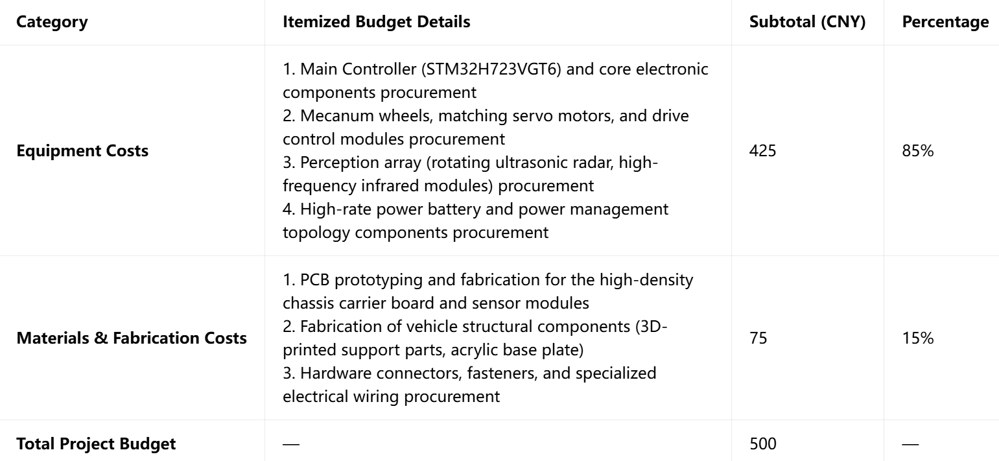 Category Itemized Budget Details Subtotal (CNY) Percentage
1. Main Controller (STM32H723VGT6) and core electronic
components procurement
2. Mecanum wheels, matching servo motors, and drive
control modules procurement
Equipment Costs 3. Perception array (rotating ultrasonic radar, high- 425 85%
frequency infrared modules) procurement
4. High-rate power battery and power management
topology components procurement
1. PCB prototyping and fabrication for the high-density
chassis carrier board and sensor modules
2. Fabrication of vehicle structural components (3D-
Materials & Fabrication Costs printed support parts, acrylic base plate) 75 15%
3. Hardware connectors, fasteners, and specialized
electrical wiring procurement
Total Project Budget — 500 —